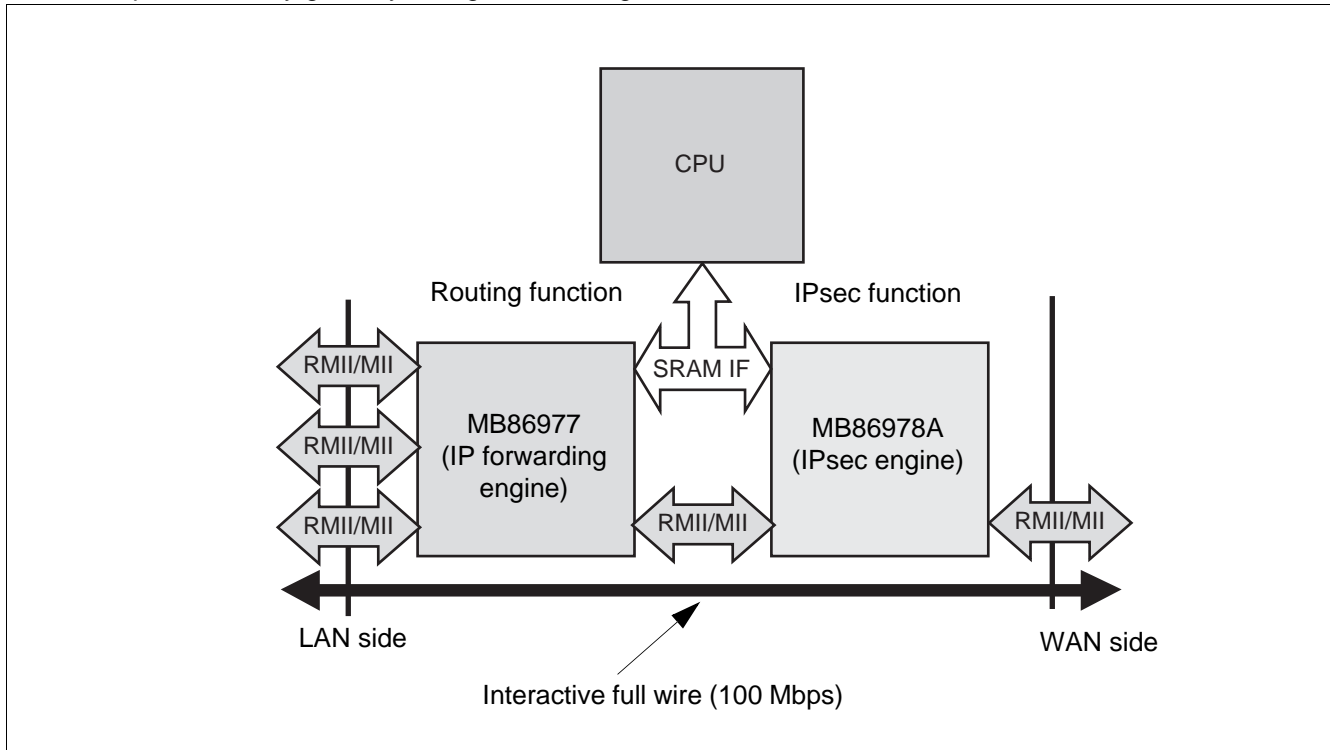 CPU
Routing function
IPsec function
RMII/MII
SRAM IF
MB86977
(IP forwarding
engine)
MB86978A
(IPsec engine)
RMII/MII
RMII/MII
RMII/MII
RMII/MII
LAN side
WAN side
Interactive full wire (100 Mbps)